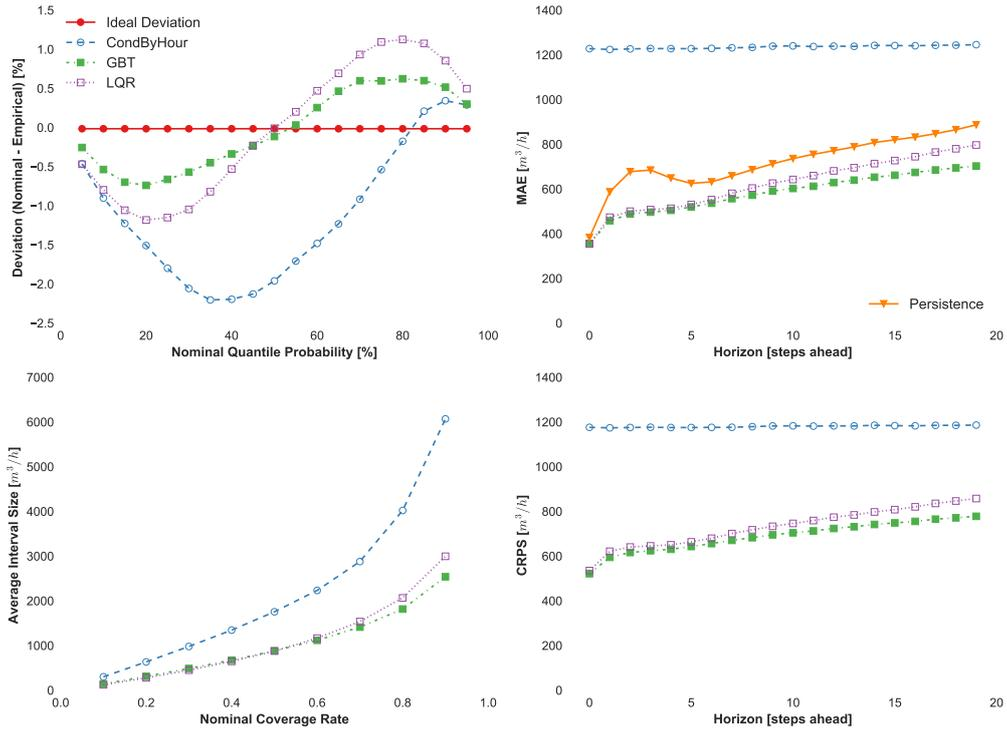 1.5
1.0
0.5
0.0
−0.5
−1.0
−1.5
−2.0
−2.5
Deviation (Nominal - Empirical) [%]
Ideal Deviation
CondByHour
GBT
LQR
0 20 40 60 80 100
Nominal Quantile Probability [%]
1400
1200
1000
800
600
400
200
0
MAE [m³/h]
Persistence
0 5 10 15 20
Horizon [steps ahead]
7000
6000
5000
4000
3000
2000
1000
0
Average Interval Size [m³/h]
0.0 0.2 0.4 0.6 0.8 1.0
Nominal Coverage Rate
1400
1200
1000
800
600
400
200
0
CRPS [m³/h]
0 5 10 15 20
Horizon [steps ahead]